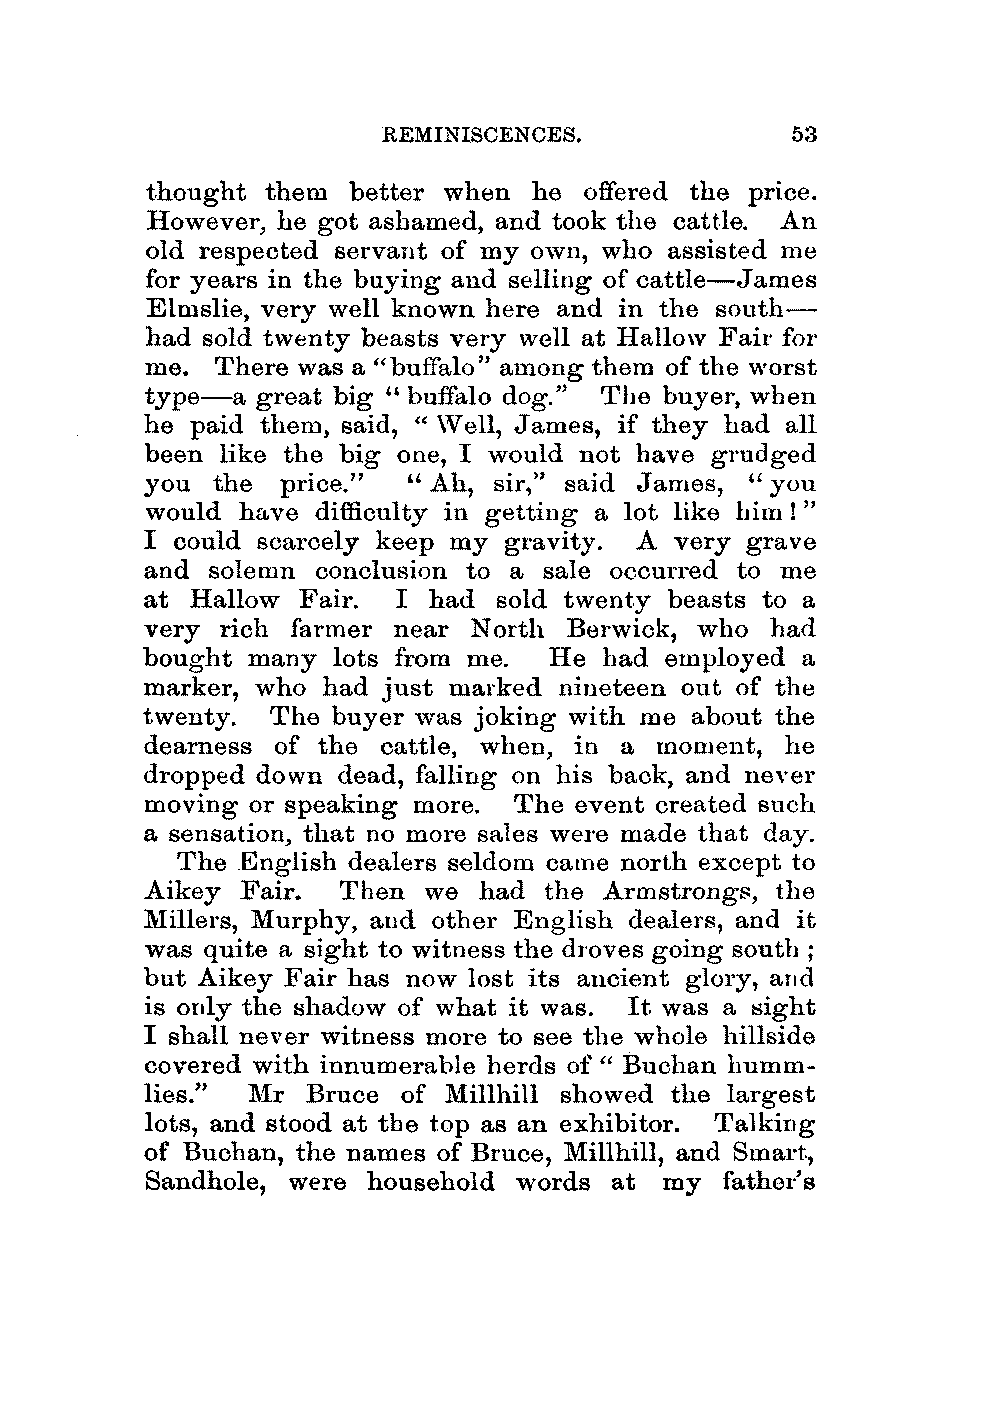 REMINISCENCES. 53
thought them better when he offered the price.
However, he got ashamed, and took the cattle. An
old respected servant of my own, who assisted me
for years in the buying and selling of cattle—James
Elmslie, very well known here and in the south—
had sold twenty beasts very well at Hallow Fair for
me. There was a "buffalo" among them of the worst
type—a great big "buffalo dog." The buyer, when
he paid them, said, "Well, James, if they had all
been like the big one, I would not have grudged
you the price." "Ah, sir," said James, "you
would have difficulty in getting a lot like him!"
I could scarcely keep my gravity. A very grave
and solemn conclusion to a sale occurred to me
at Hallow Fair. I had sold twenty beasts to a
very rich farmer near North Berwick, who had
bought many lots from me. He had employed a
marker, who had just marked nineteen out of the
twenty. The buyer was joking with me about the
dearness of the cattle, when, in a moment, he
dropped down dead, falling on his back, and never
moving or speaking more. The event created such
a sensation, that no more sales were made that day.
The English dealers seldom came north except to
Aikey Fair. Then we had the Armstrongs, the
Millers, Murphy, and other English dealers, and it
was quite a sight to witness the droves going south;
but Aikey Fair has now lost its ancient glory, and
is only the shadow of what it was. It was a sight
I shall never witness more to see the whole hillside
covered with innumerable herds of "Buchan humm-
lies." Mr Bruce of Millhill showed the largest
lots, and stood at the top as an exhibitor. Talking
of Buchan, the names of Bruce, Millhill, and Smart,
Sandhole, were household words at my father's